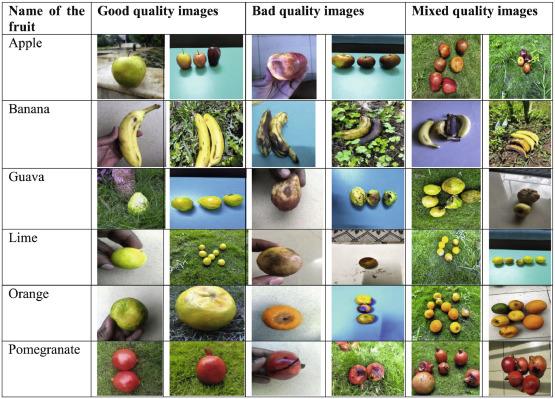 Name of the fruit
Good quality images
Bad quality images
Mixed quality images
Apple
Banana
Guava
Lime
Orange
Pomegranate